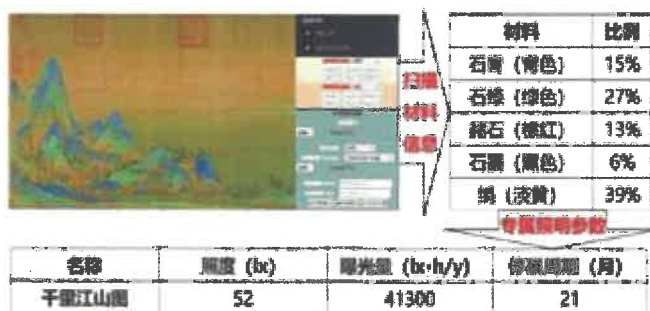 材料 比例
石青（青色） 15%
石绿（绿色） 27%
赭石（棕红） 13%
石墨（黑色） 6%
绢（淡黄） 39%
扫描
材料
信息
专属照明参数
名称 照度（lx） 曝光量（lx·h/y） 停展周期（月）
千里江山图 52 41300 21